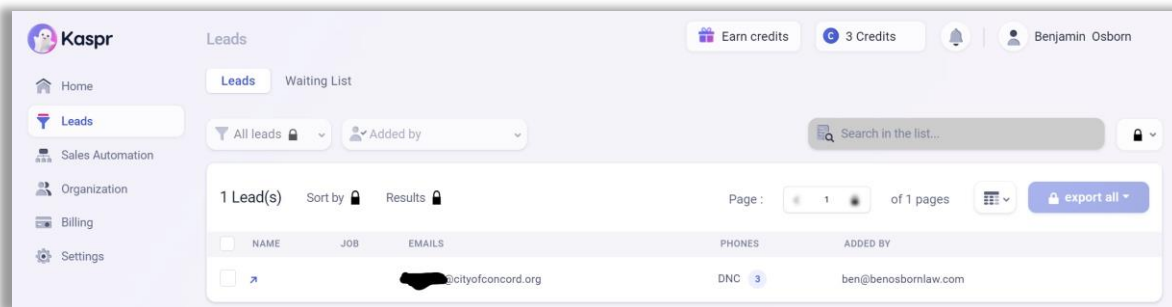 Kaspr
Leads
Earn credits
3 Credits
Benjamin Osborn
Home
Leads
Sales Automation
Organization
Billing
Settings
Leads Waiting List
All leads
Added by
Search in the list...
1 Lead(s) Sort by Results Page : 1 of 1 pages export all
NAME JOB EMAILS PHONES ADDED BY
@cityofconcord.org DNC 3 ben@benosbornlaw.com